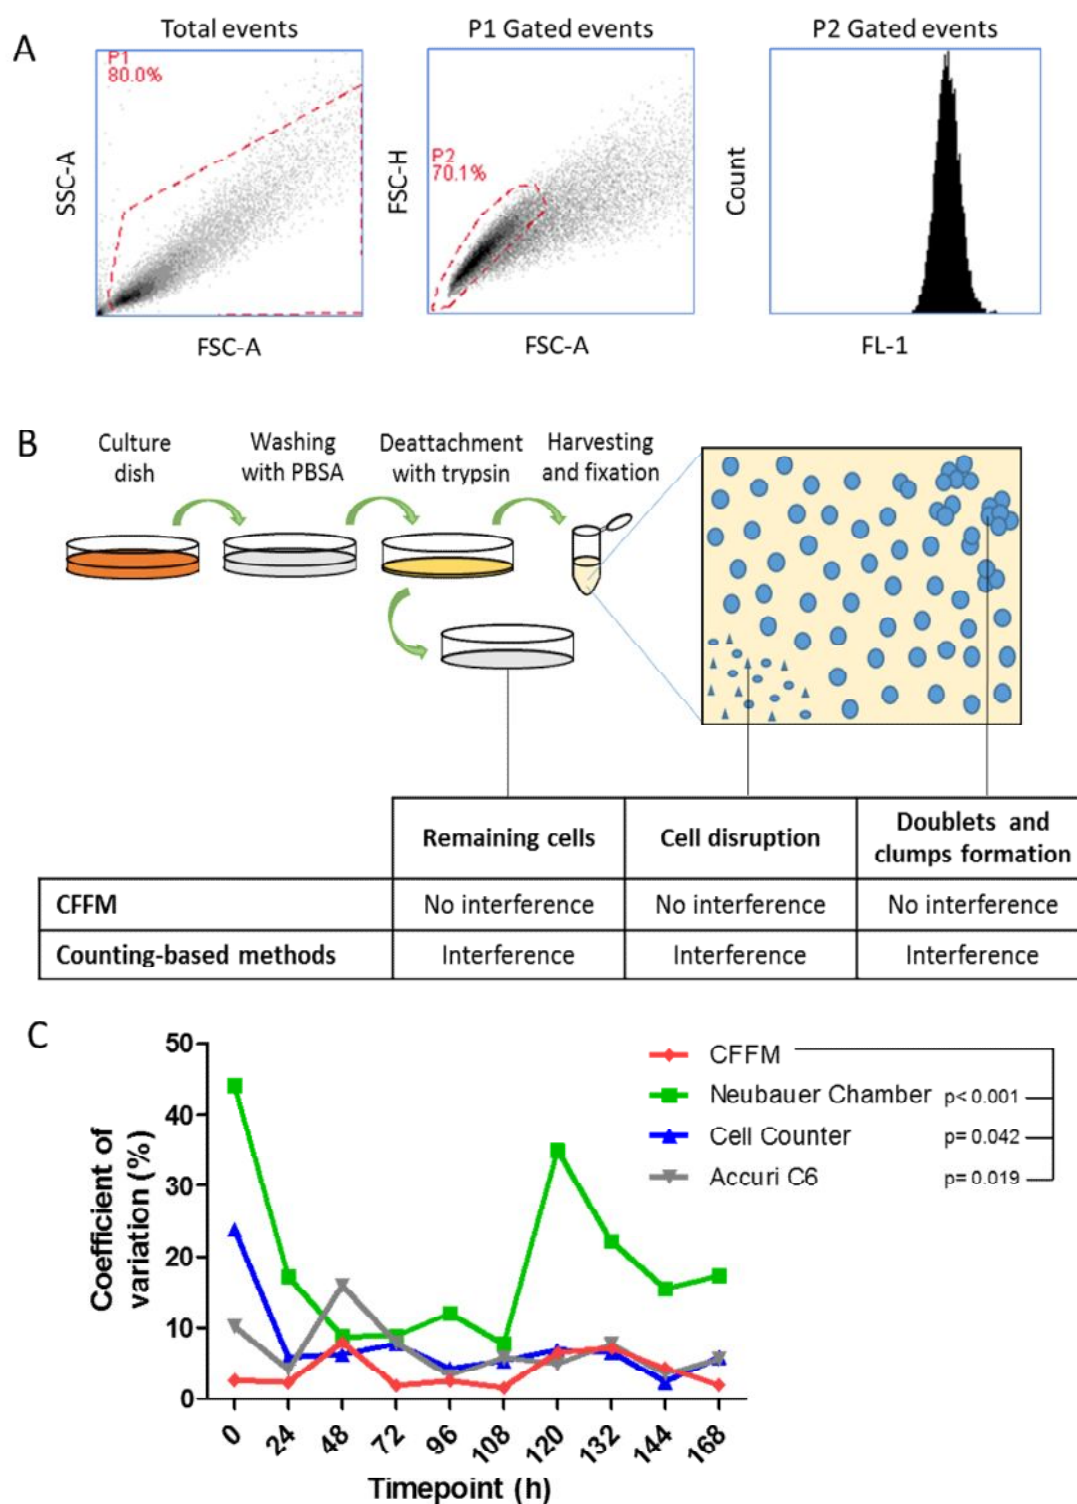 A
Total events
P1 Gated events
P2 Gated events
P1
80.0%
SSC-A
FSC-A
P2
70.1%
FSC-H
FSC-A
Count
FL-1
B
Culture
dish
Washing
with PBSA
Deattachment
with trypsin
Harvesting
and fixation
Remaining cells
Cell disruption
Doublets and
clumps formation
CFFM
No interference
No interference
No interference
Counting-based methods
Interference
Interference
Interference
C
Coefficient of
variation (%)
50
40
30
20
10
0
0
24
48
72
96
108
120
132
144
168
Timepoint (h)
CFFM
Neubauer Chamber p< 0.001
Cell Counter p= 0.042
Accuri C6 p= 0.019